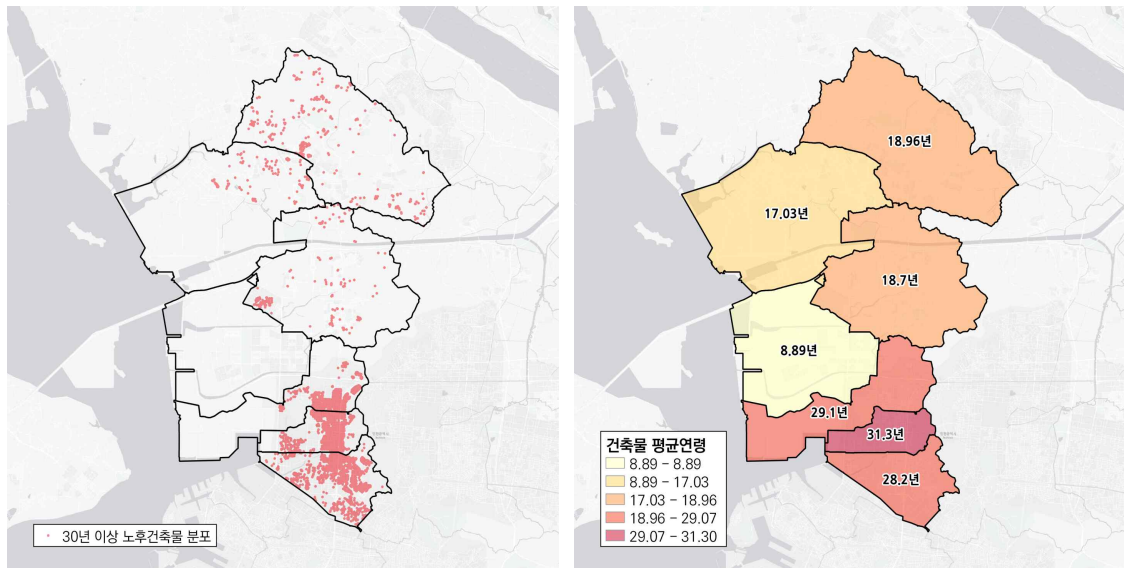 30년 이상 노후건축물 분포
18.96년
17.03년
18.7년
8.89년
29.1년
31.3년
28.2년
건축물 평균연령
8.89 - 8.89
8.89 - 17.03
17.03 - 18.96
18.96 - 29.07
29.07 - 31.30